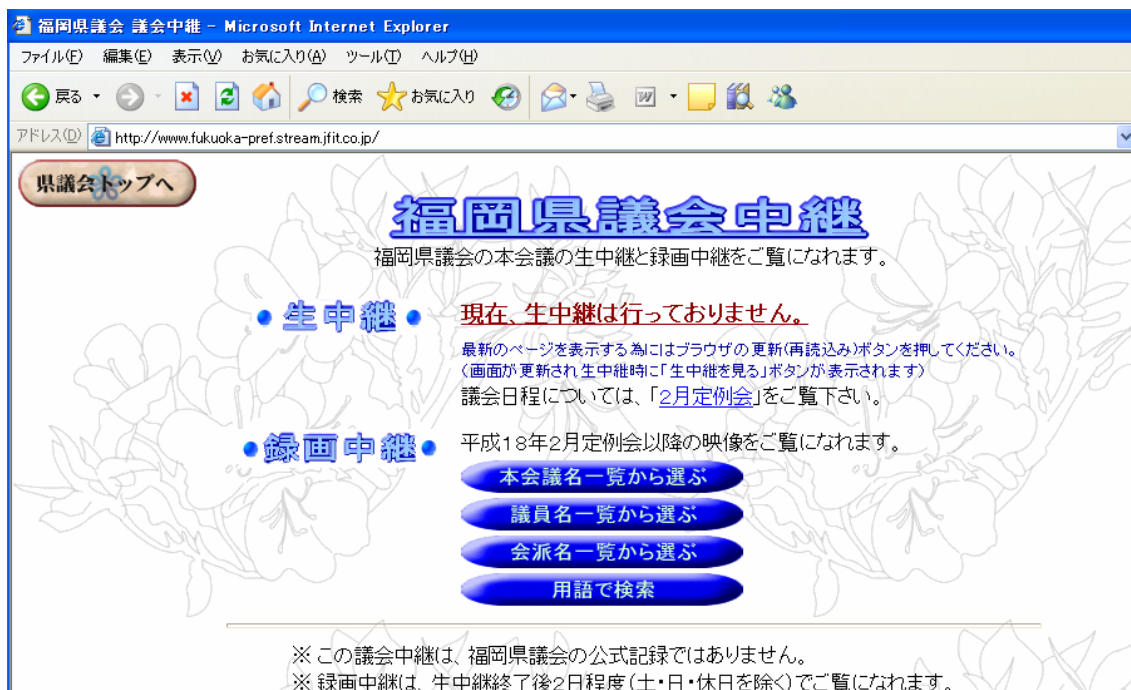 福岡県議会 議会中継 - Microsoft Internet Explorer
ファイル(F) 編集(E) 表示(V) お気に入り(A) ツール(T) ヘルプ(H)
戻る 検索 お気に入り
アドレス(D) http://www.fukuoka-pref.stream.jfit.co.jp/
県議会トップへ
福岡県議会中継
福岡県議会の本会議の生中継と録画中継をご覧になれます。
●生中継● 現在、生中継は行っておりません。
最新のページを表示する為にはブラウザの更新(再読込み)ボタンを押してください。
(画面が更新され生中継時に「生中継を見る」ボタンが表示されます)
議会日程については、「2月定例会」をご覧下さい。
●録画中継● 平成18年2月定例会以降の映像をご覧になれます。
本会議名一覧から選ぶ
議員名一覧から選ぶ
会派名一覧から選ぶ
用語で検索
※ この議会中継は、福岡県議会の公式記録ではありません。
※ 録画中継は、生中継終了後2日程度(土・日・休日を除く)でご覧になれます。